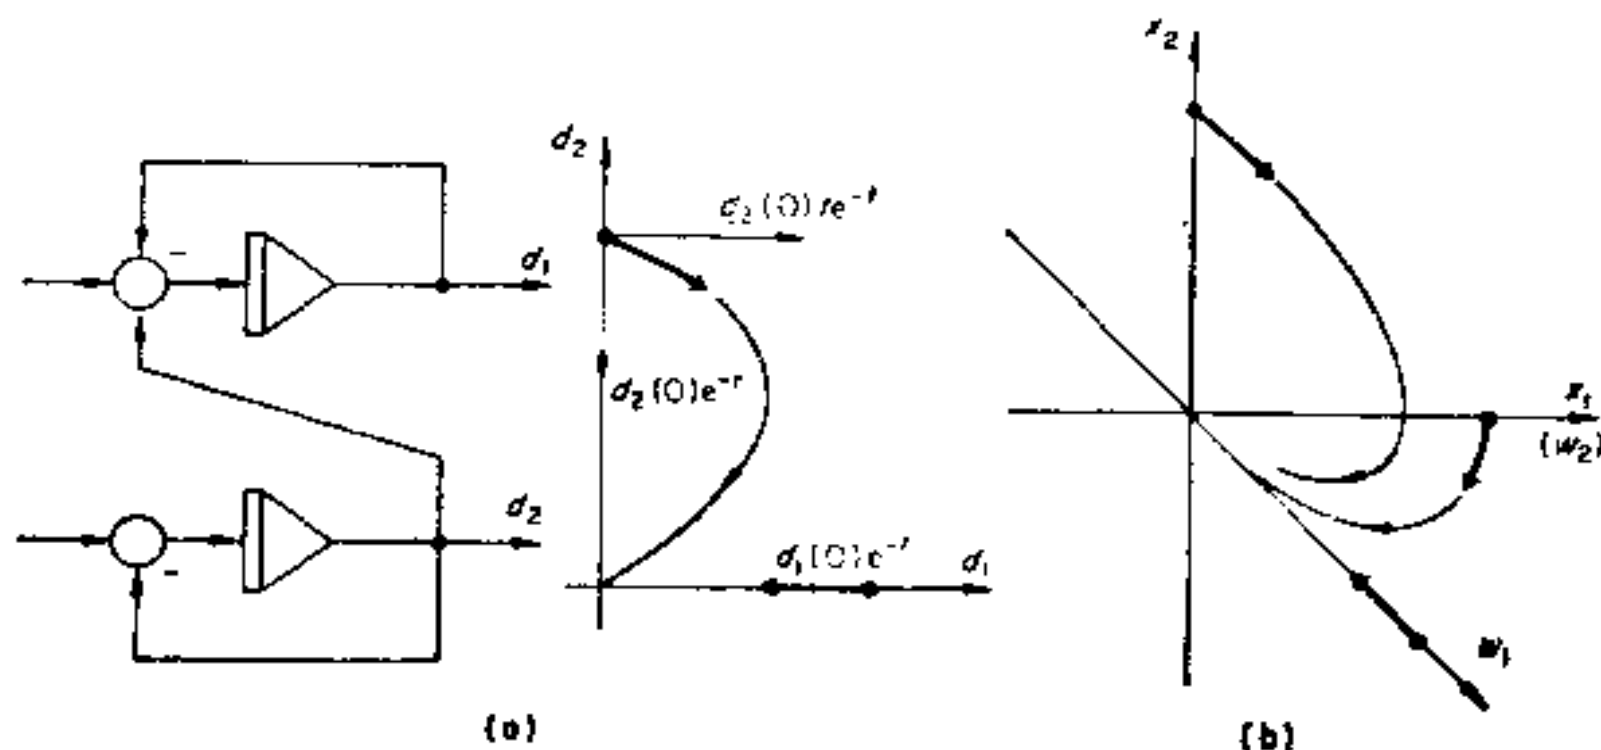 d₁
d₂
d₂
d₂(0)te⁻ᵗ
d₂(0)e⁻ᵗ
d₁(0)e⁻ᵗ
d₁
(a)
x₂
x₁
(w₂)
w₁
(b)